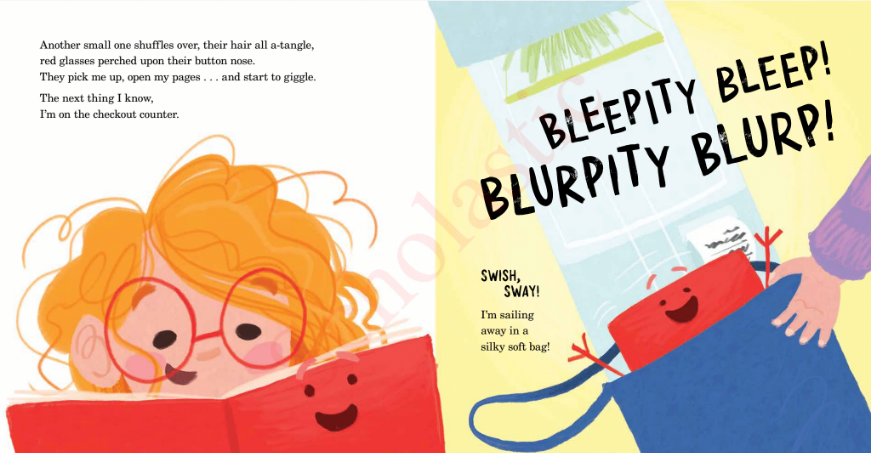 Another small one shuffles over, their hair all a-tangle,
red glasses perched upon their button nose.
They pick me up, open my pages . . . and start to giggle.
The next thing I know,
I'm on the checkout counter.
BLEEPITY BLEEP!
BLURPITY BLURP!
SWISH,
SWAY!
I'm sailing
away in a
silky soft bag!